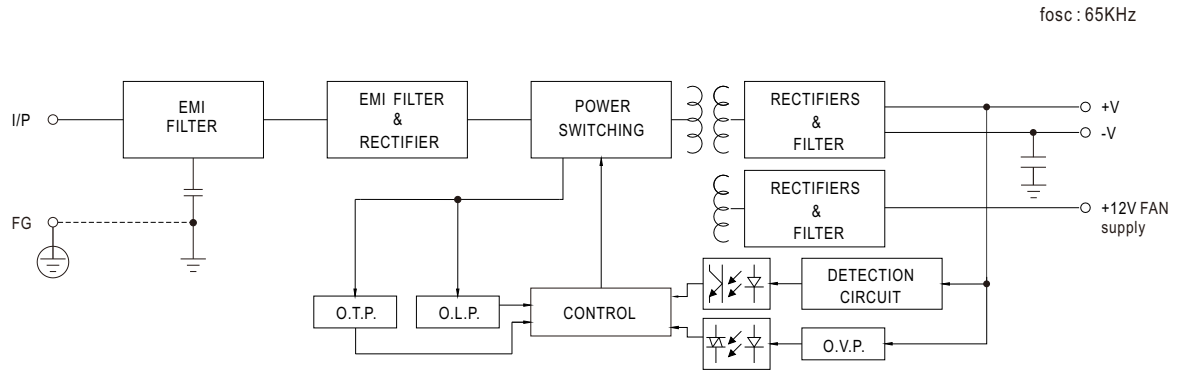 fosc : 65KHz
I/P
EMI
FILTER
EMI FILTER
&
RECTIFIER
POWER
SWITCHING
RECTIFIERS
&
FILTER
+V
-V
RECTIFIERS
&
FILTER
+12V FAN
supply
FG
O.T.P.
O.L.P.
CONTROL
DETECTION
CIRCUIT
O.V.P.